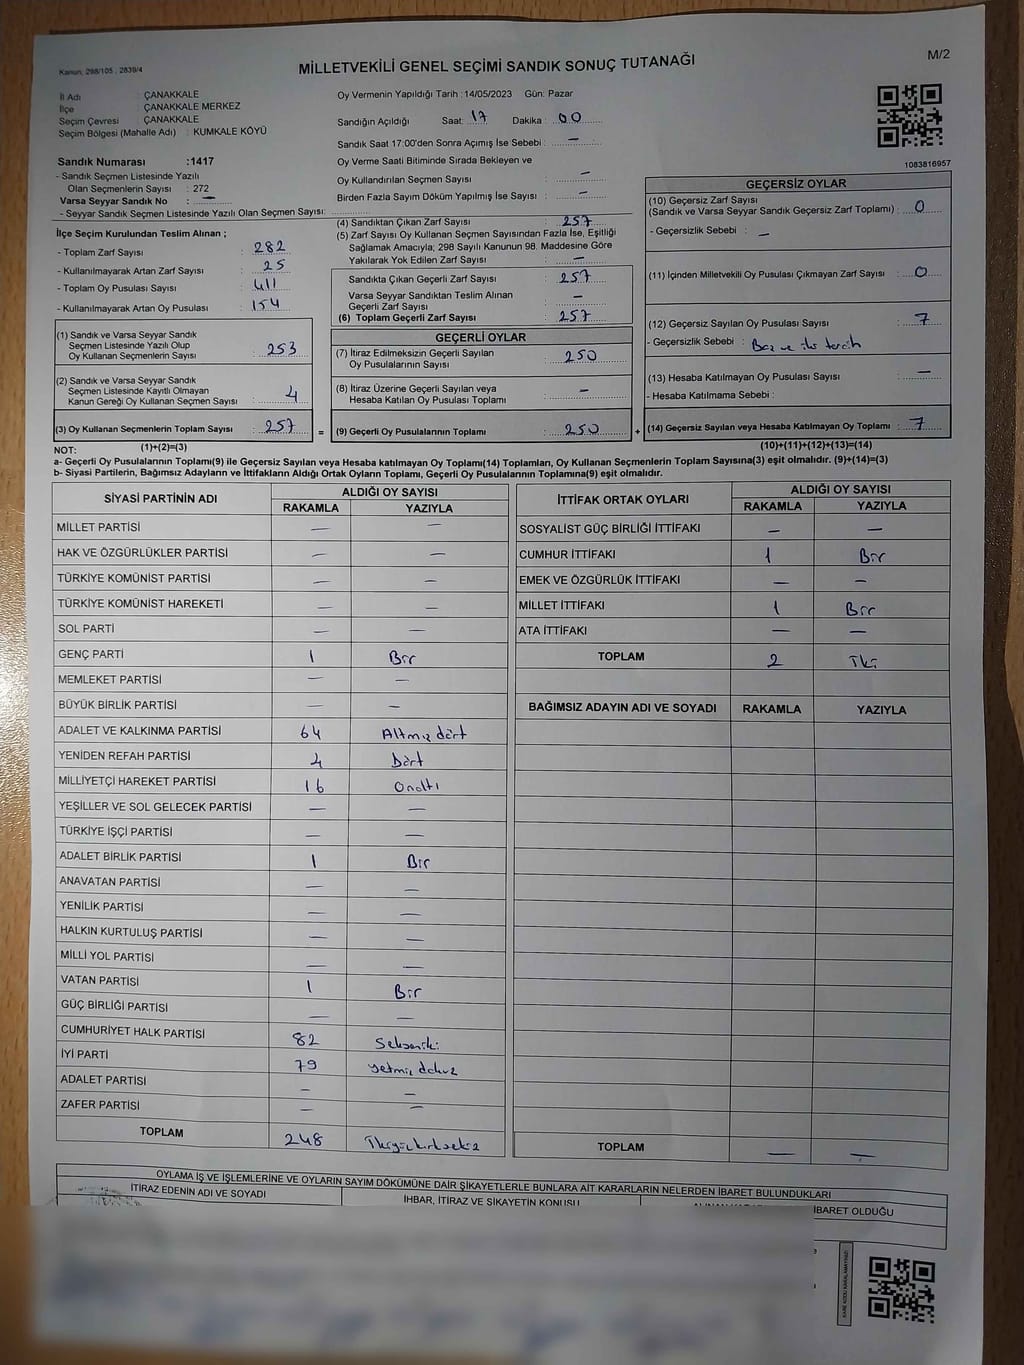 Kanun: 298/105 , 2839/4
MİLLETVEKİLİ GENEL SEÇİMİ SANDIK SONUÇ TUTANAĞI
M/2
İl Adı : ÇANAKKALE
İlçe : ÇANAKKALE MERKEZ
Seçim Çevresi : ÇANAKKALE
Seçim Bölgesi (Mahalle Adı) : KUMKALE KÖYÜ
Sandık Numarası :1417
- Sandık Seçmen Listesinde Yazılı
Olan Seçmenlerin Sayısı : 272
Varsa Seyyar Sandık No : —
- Seyyar Sandık Seçmen Listesinde Yazılı Olan Seçmen Sayısı:
İlçe Seçim Kurulundan Teslim Alınan ;
- Toplam Zarf Sayısı : 282
- Kullanılmayarak Artan Zarf Sayısı : 25
- Toplam Oy Pusulası Sayısı : 411
- Kullanılmayarak Artan Oy Pusulası : 154
(1) Sandık ve Varsa Seyyar Sandık
Seçmen Listesinde Yazılı Olup
Oy Kullanan Seçmenlerin Sayısı : 253
(2) Sandık ve Varsa Seyyar Sandık
Seçmen Listesinde Kayıtlı Olmayan
Kanun Gereği Oy Kullanan Seçmen Sayısı : 4
(3) Oy Kullanan Seçmenlerin Toplam Sayısı : 257 =
(1)+(2)=(3)
Oy Vermenin Yapıldığı Tarih :14/05/2023 Gün: Pazar
Sandığın Açıldığı Saat: 17 Dakika : 00
Sandık Saat 17:00'den Sonra Açımış İse Sebebi : —
Oy Verme Saati Bitiminde Sırada Bekleyen ve
Oy Kullandırılan Seçmen Sayısı : —
Birden Fazla Sayım Döküm Yapılmış İse Sayısı : —
(4) Sandıktan Çıkan Zarf Sayısı : 257
(5) Zarf Sayısı Oy Kullanan Seçmen Sayısından Fazla İse, Eşitliği
Sağlamak Amacıyla; 298 Sayılı Kanunun 98. Maddesine Göre
Yakılarak Yok Edilen Zarf Sayısı : —
Sandıkta Çıkan Geçerli Zarf Sayısı : 257
Varsa Seyyar Sandıktan Teslim Alınan
Geçerli Zarf Sayısı : —
(6) Toplam Geçerli Zarf Sayısı : 257
GEÇERLİ OYLAR
(7) İtiraz Edilmeksizin Geçerli Sayılan
Oy Pusulalarının Sayısı : 250
(8) İtiraz Üzerine Geçerli Sayılan veya
Hesaba Katılan Oy Pusulası Toplamı : —
(9) Geçerli Oy Pusulalarının Toplamı : 250 +
1083816957
GEÇERSİZ OYLAR
(10) Geçersiz Zarf Sayısı
(Sandık ve Varsa Seyyar Sandık Geçersiz Zarf Toplamı) : 0
- Geçersizlik Sebebi : —
(11) İçinden Milletvekili Oy Pusulası Çıkmayan Zarf Sayısı : 0
(12) Geçersiz Sayılan Oy Pusulası Sayısı : 7
- Geçersizlik Sebebi :
(13) Hesaba Katılmayan Oy Pusulası Sayısı : —
- Hesaba Katılmama Sebebi :
(14) Geçersiz Sayılan veya Hesaba Katılmayan Oy Toplamı : 7
(10)+(11)+(12)+(13)=(14)
NOT:
a- Geçerli Oy Pusulalarının Toplamı(9) ile Geçersiz Sayılan veya Hesaba katılmayan Oy Toplamı(14) Toplamları, Oy Kullanan Seçmenlerin Toplam Sayısına(3) eşit olmalıdır. (9)+(14)=(3)
b- Siyasi Partilerin, Bağımsız Adayların ve İttifakların Aldığı Ortak Oyların Toplamı, Geçerli Oy Pusulalarının Toplamına(9) eşit olmalıdır.
SİYASİ PARTİNİN ADI ALDIĞI OY SAYISI
RAKAMLA YAZIYLA
MİLLET PARTİSİ — —
HAK VE ÖZGÜRLÜKLER PARTİSİ — —
TÜRKİYE KOMÜNİST PARTİSİ — —
TÜRKİYE KOMÜNİST HAREKETİ — —
SOL PARTİ — —
GENÇ PARTİ 1 Bir
MEMLEKET PARTİSİ — —
BÜYÜK BİRLİK PARTİSİ — —
ADALET VE KALKINMA PARTİSİ 64 Altmış dört
YENİDEN REFAH PARTİSİ 4 Dört
MİLLİYETÇİ HAREKET PARTİSİ 16 Onaltı
YEŞİLLER VE SOL GELECEK PARTİSİ — —
TÜRKİYE İŞÇİ PARTİSİ — —
ADALET BİRLİK PARTİSİ 1 Bir
ANAVATAN PARTİSİ — —
YENİLİK PARTİSİ — —
HALKIN KURTULUŞ PARTİSİ — —
MİLLİ YOL PARTİSİ — —
VATAN PARTİSİ 1 Bir
GÜÇ BİRLİĞİ PARTİSİ — —
CUMHURİYET HALK PARTİSİ 82 Seksaniki
İYİ PARTİ 79 yetmiş dokuz
ADALET PARTİSİ — —
ZAFER PARTİSİ — —
TOPLAM 248 İkiyüzkırksekiz
İTTİFAK ORTAK OYLARI ALDIĞI OY SAYISI
RAKAMLA YAZIYLA
SOSYALİST GÜÇ BİRLİĞİ İTTİFAKI — —
CUMHUR İTTİFAKI 1 Bir
EMEK VE ÖZGÜRLÜK İTTİFAKI — —
MİLLET İTTİFAKI 1 Bir
ATA İTTİFAKI — —
TOPLAM 2 İki
BAĞIMSIZ ADAYIN ADI VE SOYADI RAKAMLA YAZIYLA
TOPLAM — —
OYLAMA İŞ VE İŞLEMLERİNE VE OYLARIN SAYIM DÖKÜMÜNE DAİR ŞİKAYETLERLE BUNLARA AİT KARARLARIN NELERDEN İBARET BULUNDUKLARI
İTİRAZ EDENİN ADI VE SOYADI
İHBAR, İTİRAZ VE ŞİKAYETİN KONUSU
İBARET OLDUĞU
KARE KODU KARALAMAYINIZ!